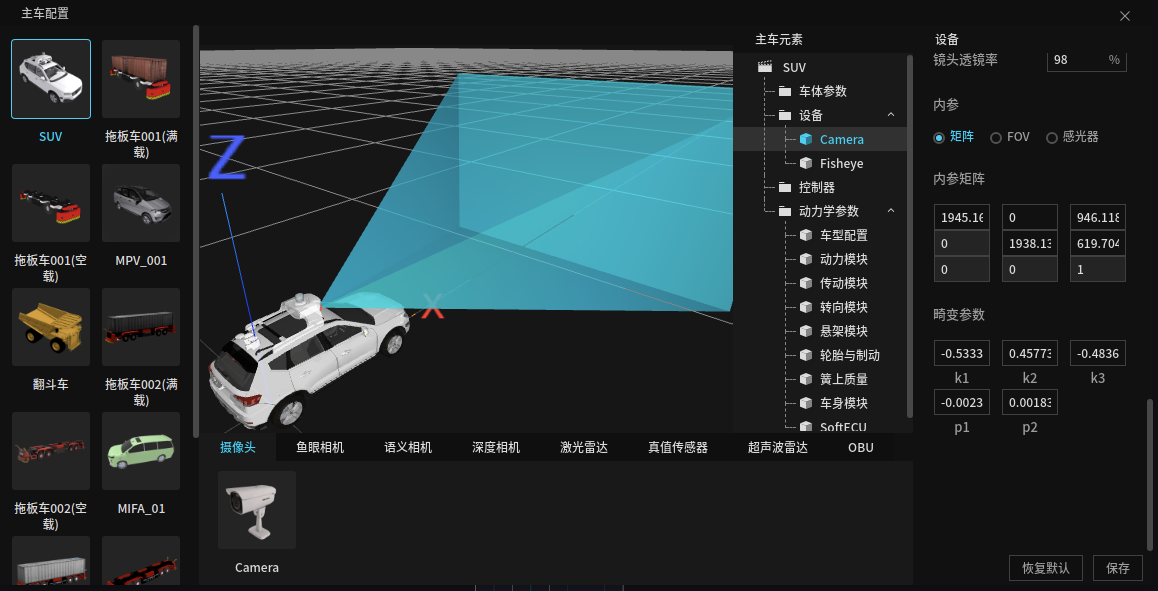 主车配置
SUV
拖板车001(满
载)
拖板车001(空
载)
MPV_001
翻斗车
拖板车002(满
载)
拖板车002(空
载)
MIFA_01
Z
X
主车元素
SUV
车体参数
设备
Camera
Fisheye
控制器
动力学参数
车型配置
动力模块
传动模块
转向模块
悬架模块
轮胎与制动
簧上质量
车身模块
SoftECU
摄像头 鱼眼相机 语义相机 深度相机 激光雷达 真值传感器 超声波雷达 OBU
Camera
设备
镜头透镜率 98 %
内参
矩阵 FOV 感光器
内参矩阵
1945.16 0 946.118
0 1938.13 619.704
0 0 1
畸变参数
-0.5333 0.45773 -0.4836
k1 k2 k3
-0.0023 0.00183
p1 p2
恢复默认 保存